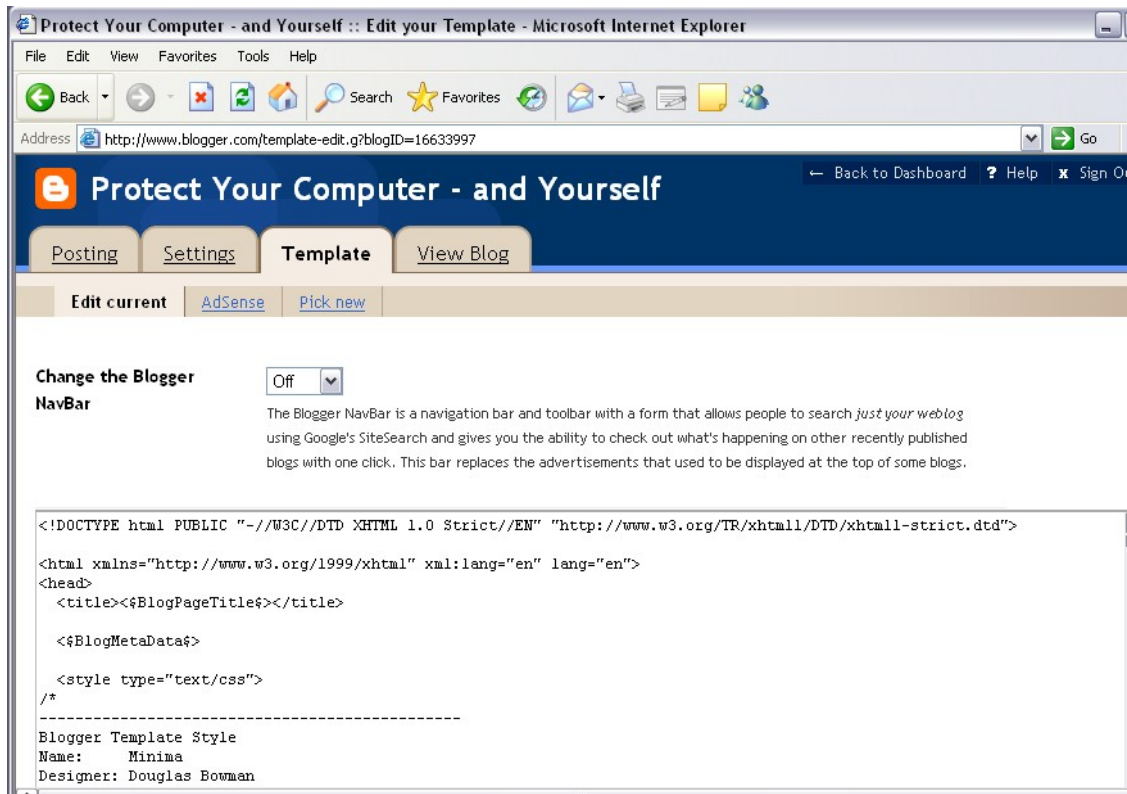 Protect Your Computer - and Yourself :: Edit your Template - Microsoft Internet Explorer
File Edit View Favorites Tools Help
Back Search Favorites
Address http://www.blogger.com/template-edit.g?blogID=16633997 Go
← Back to Dashboard ? Help x Sign
Protect Your Computer - and Yourself
Posting Settings Template View Blog
Edit current AdSense Pick new
Change the Blogger
NavBar
Off
The Blogger NavBar is a navigation bar and toolbar with a form that allows people to search just your weblog
using Google's SiteSearch and gives you the ability to check out what's happening on other recently published
blogs with one click. This bar replaces the advertisements that used to be displayed at the top of some blogs.
<!DOCTYPE html PUBLIC "-//W3C//DTD XHTML 1.0 Strict//EN" "http://www.w3.org/TR/xhtml1/DTD/xhtml1-strict.dtd">
<html xmlns="http://www.w3.org/1999/xhtml" xml:lang="en" lang="en">
<head>
<title><$BlogPageTitle$></title>
<$BlogMetaData$>
<style type="text/css">
/*
-----------------------------------------------
Blogger Template Style
Name: Minima
Designer: Douglas Bowman